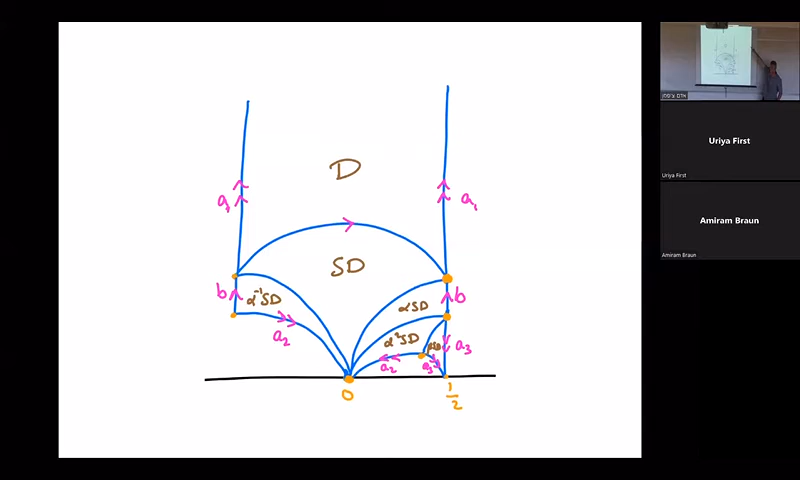 D
a₁
a₁
SD
b
α⁻¹SD
αSD
b
a₂
α²SD
a₃
a₂
a₃
0
1/2
Uriya First
Uriya First
Amiram Braun
Amiram Braun